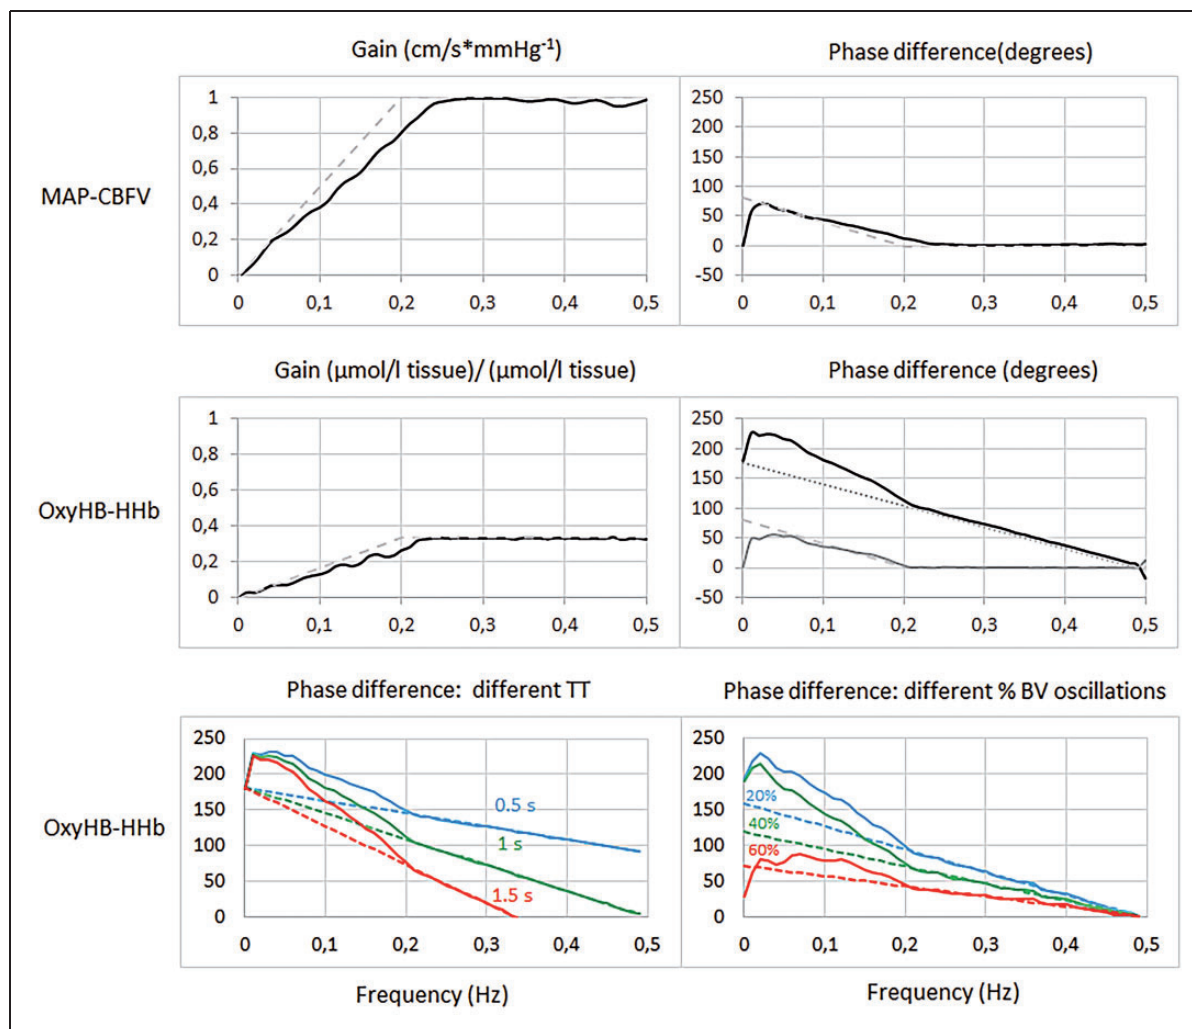 Gain (cm/s*mmHg⁻¹)
Phase difference(degrees)
MAP-CBFV
1
0,8
0,6
0,4
0,2
0
0 0,1 0,2 0,3 0,4 0,5
250
200
150
100
50
0
-50
0 0,1 0,2 0,3 0,4 0,5
Gain (µmol/l tissue)/ (µmol/l tissue)
Phase difference (degrees)
OxyHB-HHb
1
0,8
0,6
0,4
0,2
0
0 0,1 0,2 0,3 0,4 0,5
250
200
150
100
50
0
-50
0 0,1 0,2 0,3 0,4 0,5
Phase difference: different TT
Phase difference: different % BV oscillations
OxyHB-HHb
250
200
150
100
50
0
0.5 s
1 s
1.5 s
0 0,1 0,2 0,3 0,4 0,5
Frequency (Hz)
250
200
150
100
50
0
20%
40%
60%
0 0,1 0,2 0,3 0,4 0,5
Frequency (Hz)